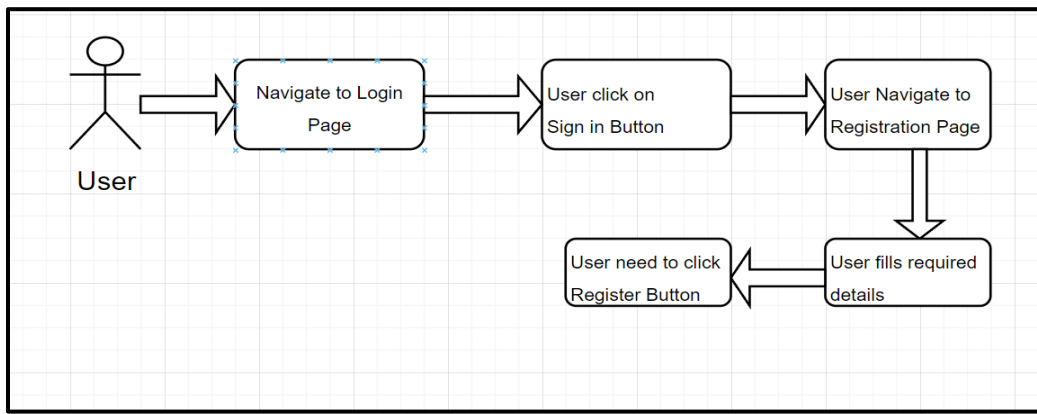 User
Navigate to Login
Page
User click on
Sign in Button
User Navigate to
Registration Page
User fills required
details
User need to click
Register Button